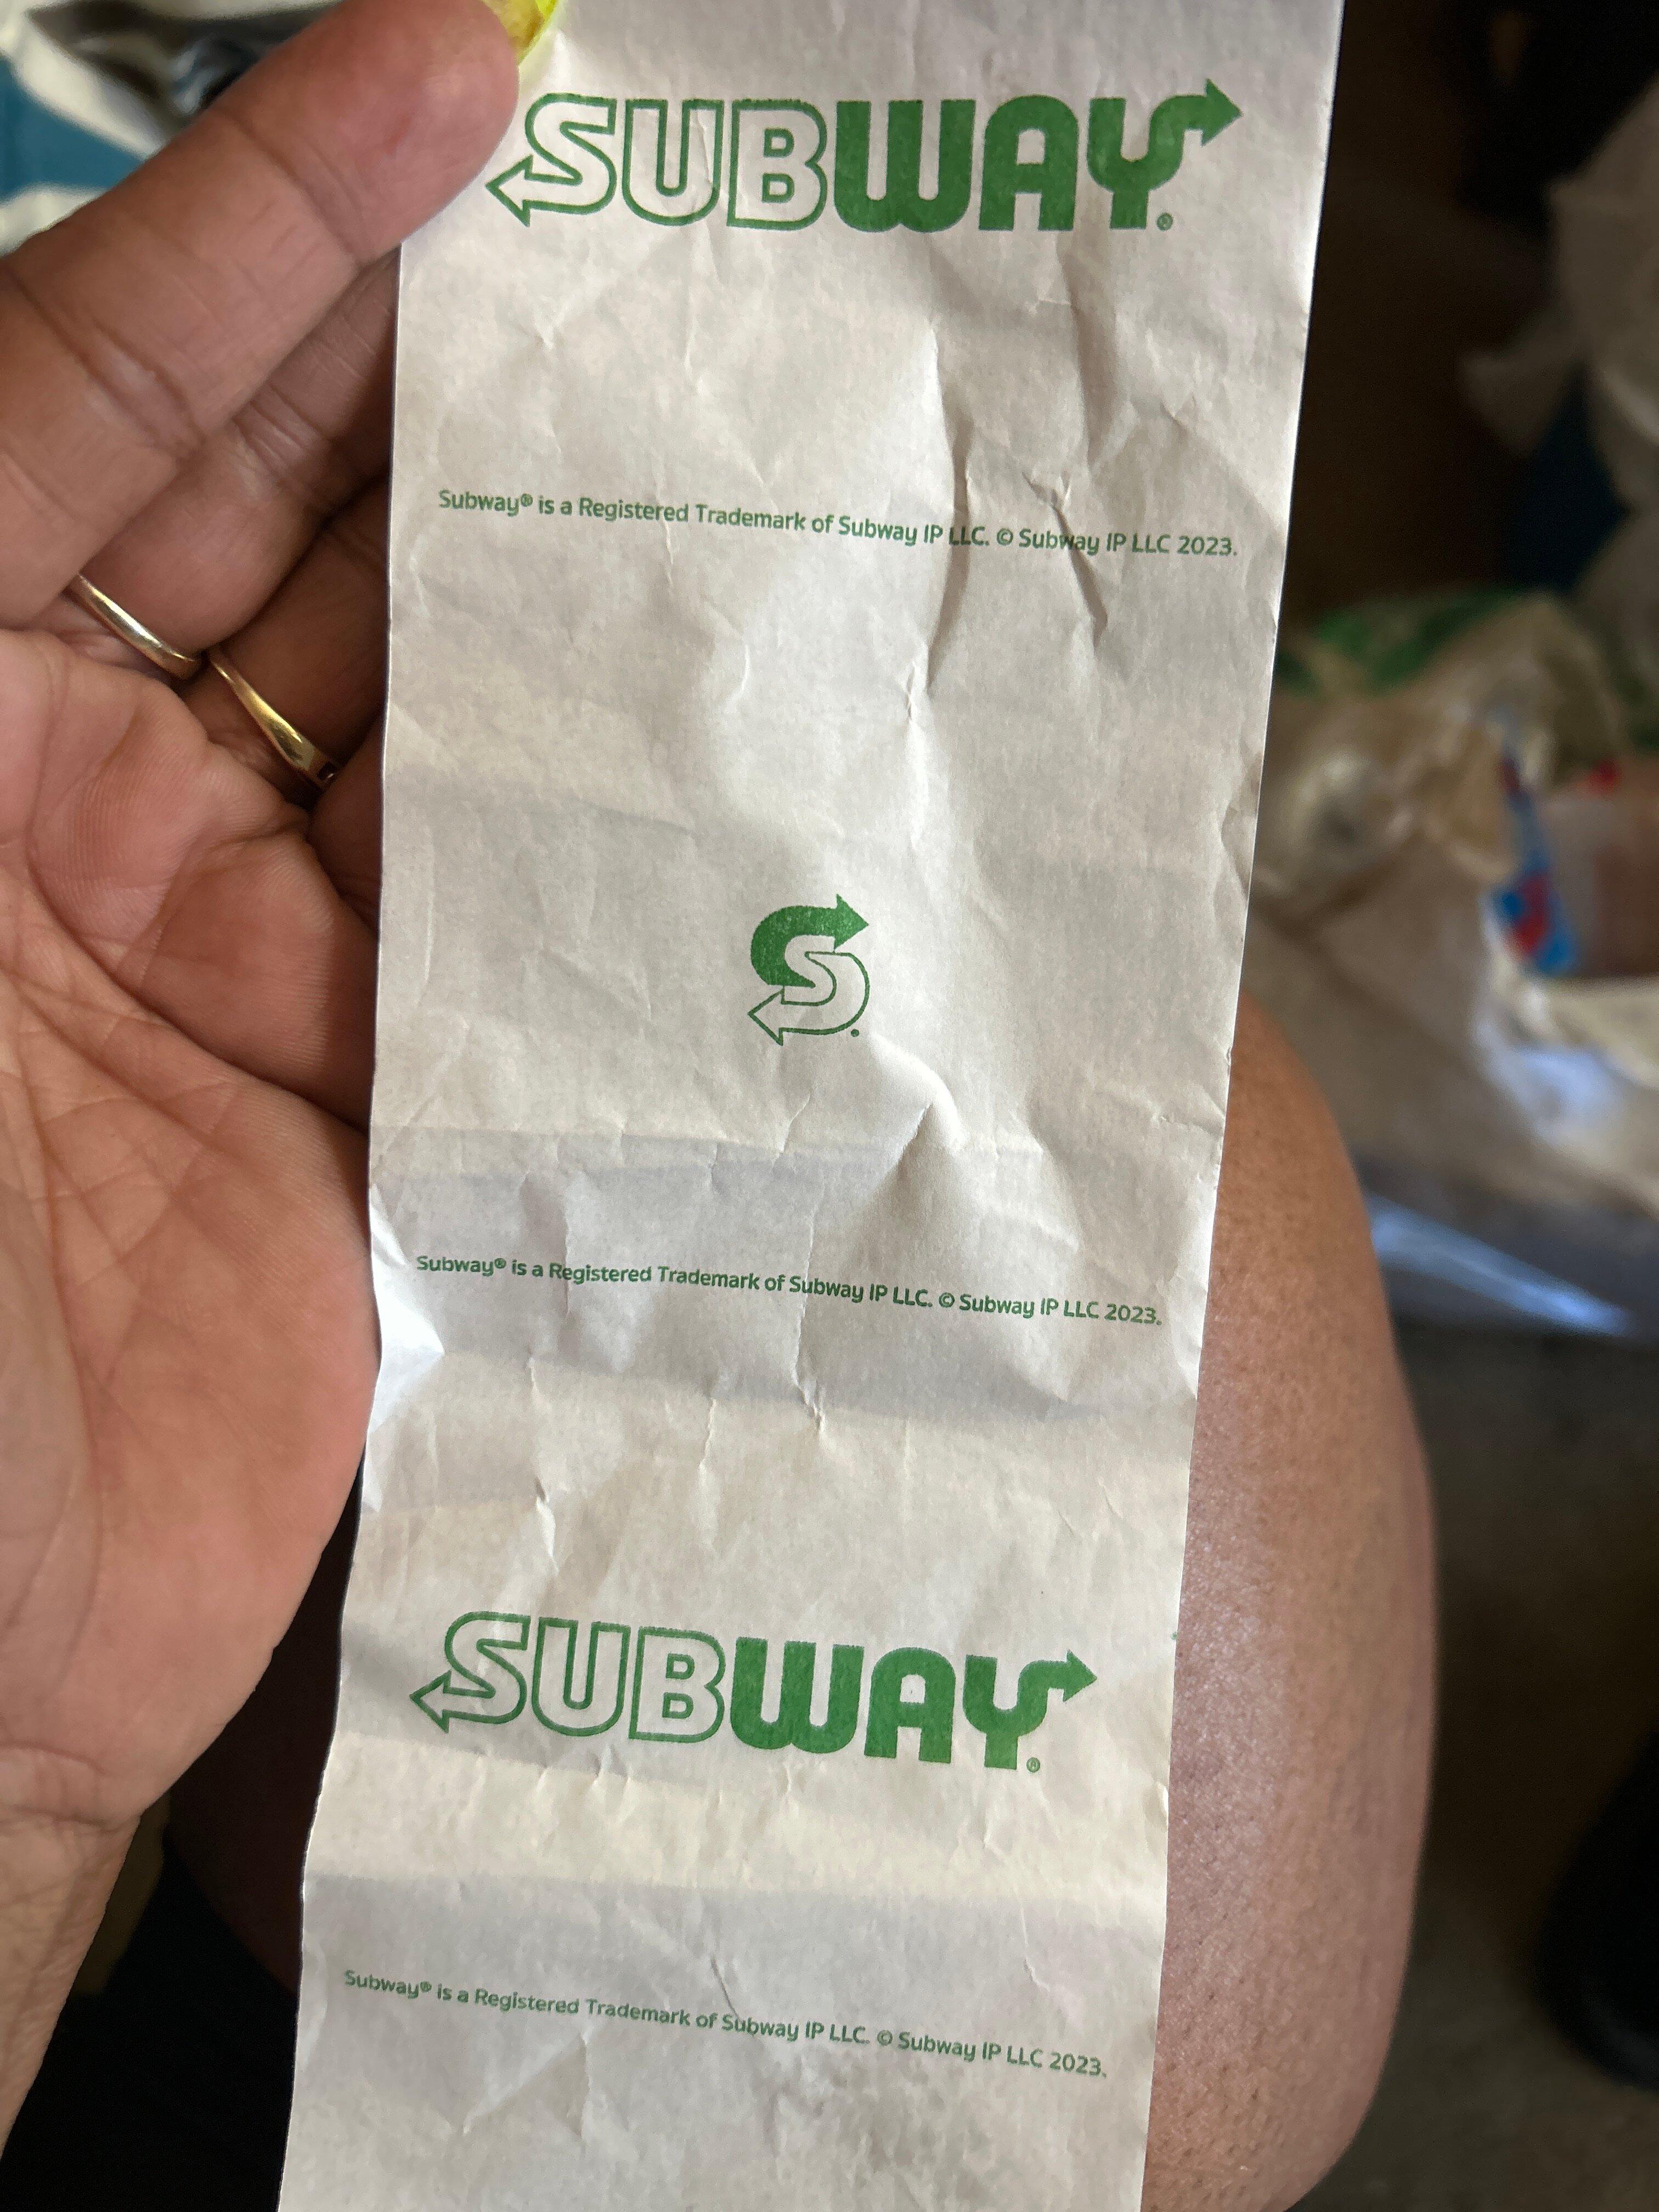 SUBWAY®
Subway® is a Registered Trademark of Subway IP LLC. © Subway IP LLC 2023.
S
Subway® is a Registered Trademark of Subway IP LLC. © Subway IP LLC 2023.
SUBWAY®
Subway® is a Registered Trademark of Subway IP LLC. © Subway IP LLC 2023.